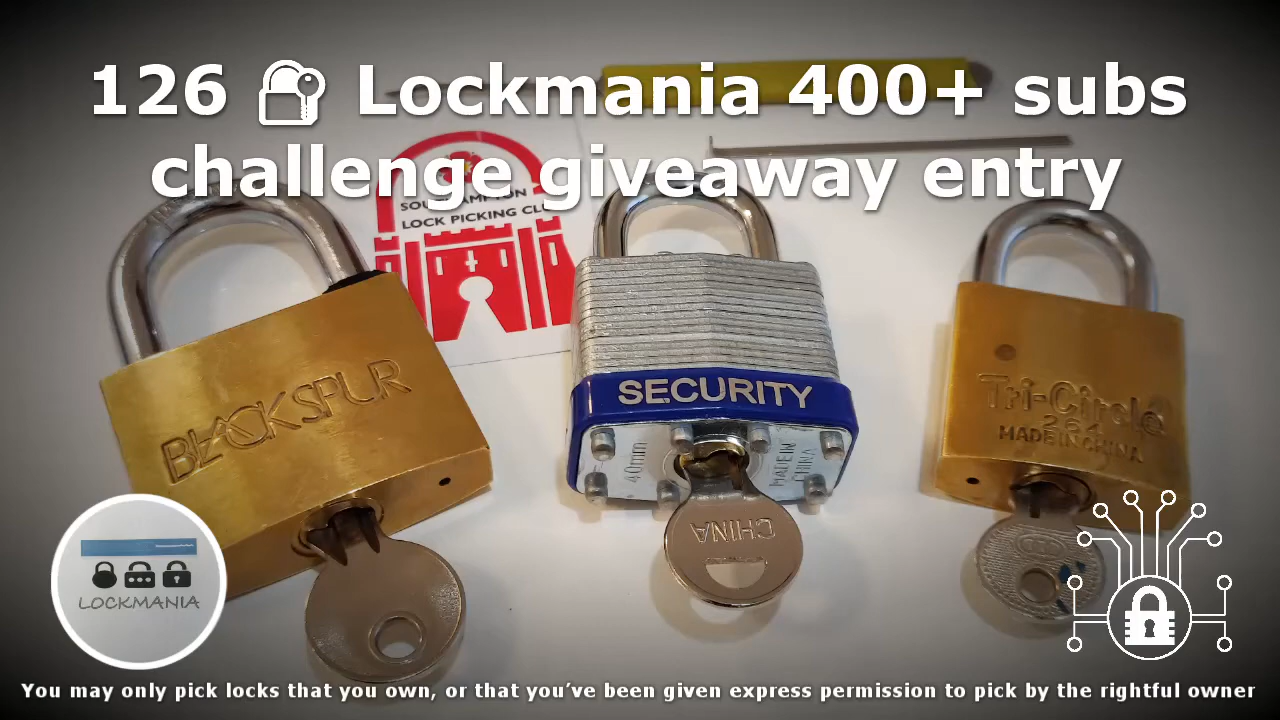 126 🔐 Lockmania 400+ subs
challenge giveaway entry
SOUTHAMPTON
LOCK PICKING CLUB
BLACKSPUR
SECURITY
40mm
MADE IN
CHINA
CHINA
Tri-Circle
264
MADE IN CHINA
LOCKMANIA
You may only pick locks that you own, or that you’ve been given express permission to pick by the rightful owner